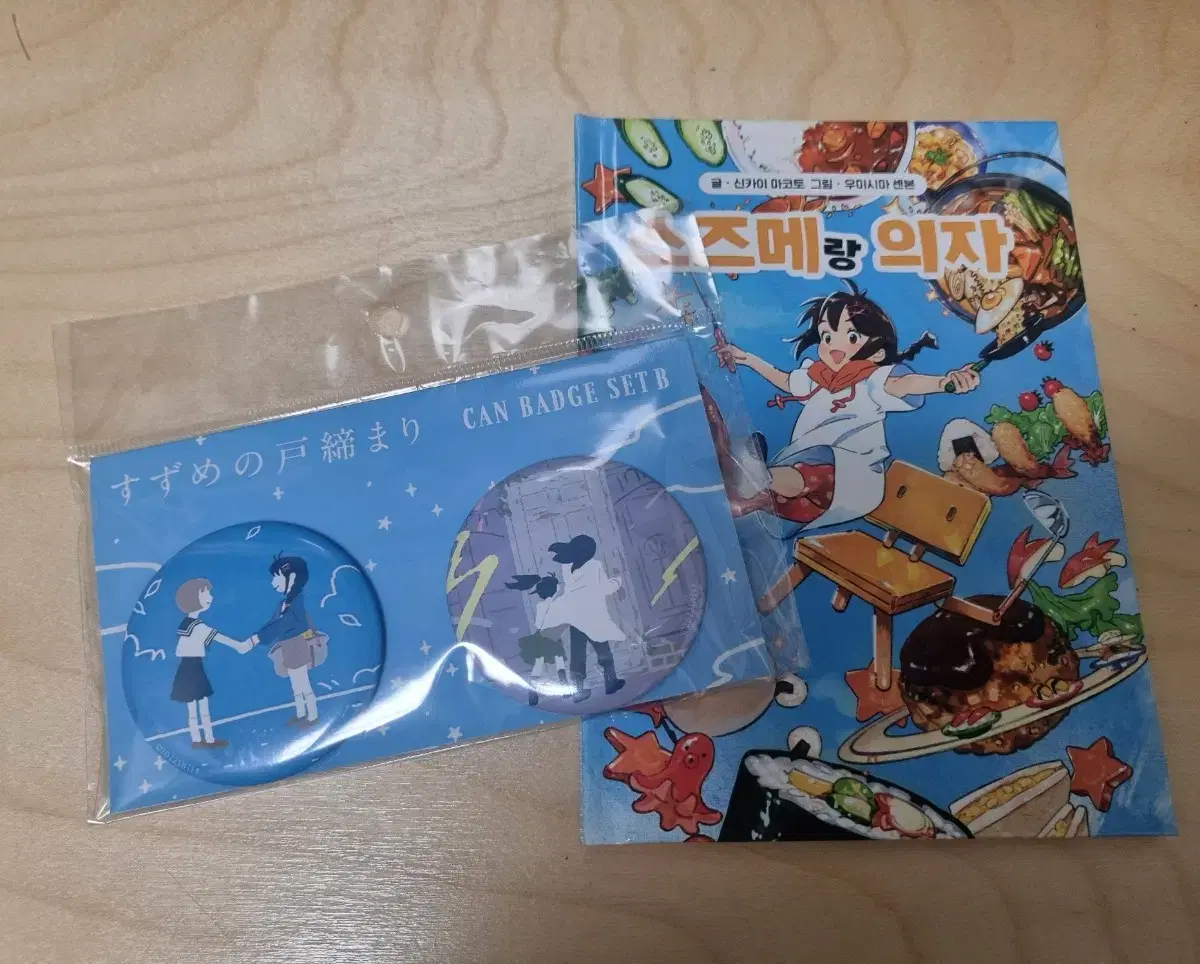 글 · 신카이 마코토 그림 · 우미시마 센본
스즈메랑 의자
すずめの戸締まり
CAN BADGE SET B